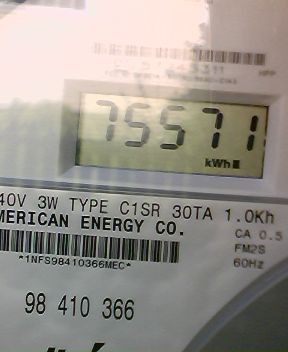 75571
kWh
40V 3W TYPE C1SR 30TA 1.0Kh
MERICAN ENERGY CO.
CA 0.5
FM2S
*1NFS98410366MEC*
60Hz
98 410 366